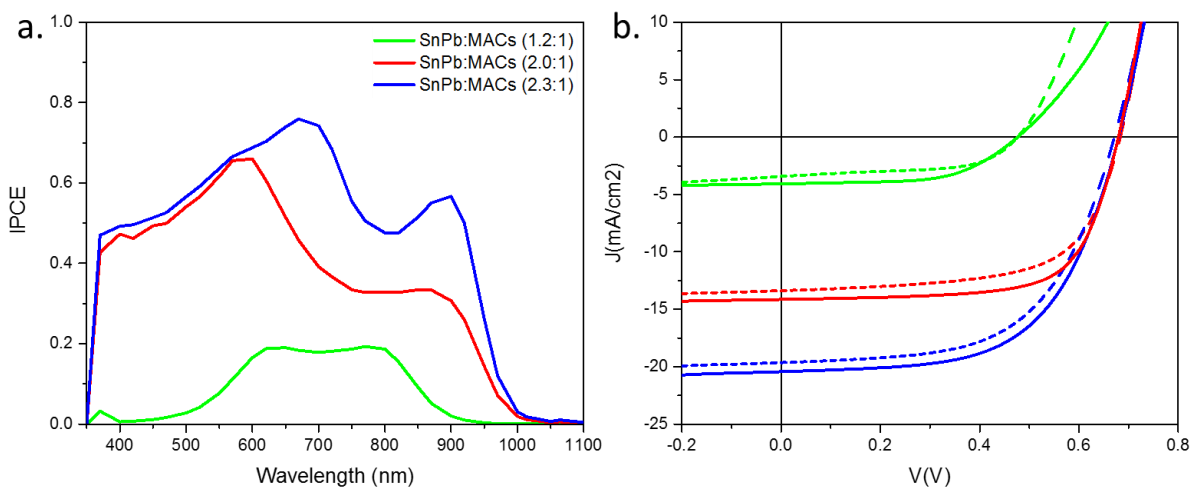 a.
IPCE
1.0
0.8
0.6
0.4
0.2
0.0
SnPb:MACs (1.2:1)
SnPb:MACs (2.0:1)
SnPb:MACs (2.3:1)
400 500 600 700 800 900 1000 1100
Wavelength (nm)
b.
J(mA/cm2)
10
5
0
-5
-10
-15
-20
-25
-0.2 0.0 0.2 0.4 0.6 0.8
V(V)